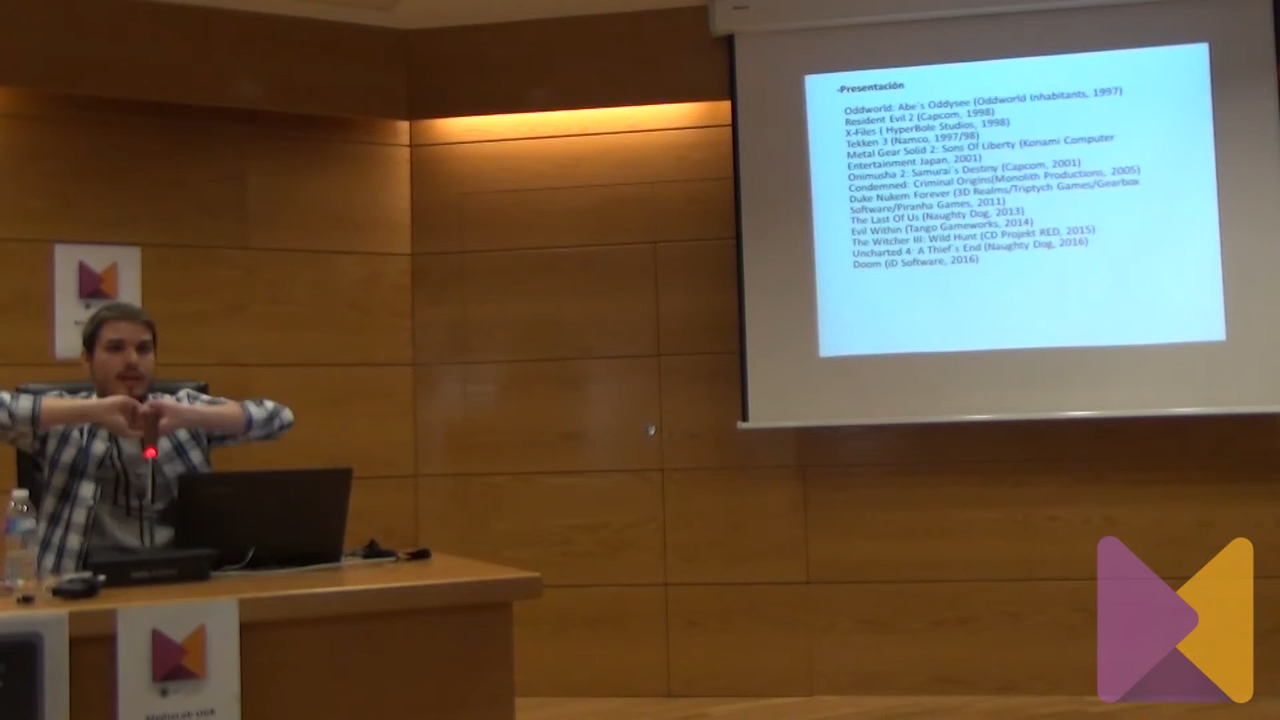 -Presentación
Oddworld: Abe´s Oddysee (Oddworld Inhabitants, 1997)
Resident Evil 2 (Capcom, 1998)
X-Files ( HyperBole Studios, 1998)
Tekken 3 (Namco, 1997/98)
Metal Gear Solid 2: Sons Of Liberty (Konami Computer
Entertainment Japan, 2001)
Onimusha 2: Samurai´s Destiny (Capcom, 2001)
Condemned: Criminal Origins(Monolith Productions, 2005)
Duke Nukem Forever (3D Realms/Triptych Games/Gearbox
Software/Piranha Games, 2011)
The Last Of Us (Naughty Dog, 2013)
Evil Within (Tango Gameworks, 2014)
The Witcher III: Wild Hunt (CD Projekt RED, 2015)
Uncharted 4: A Thief´s End (Naughty Dog, 2016)
Doom (iD Software, 2016)
MediaLab UGR